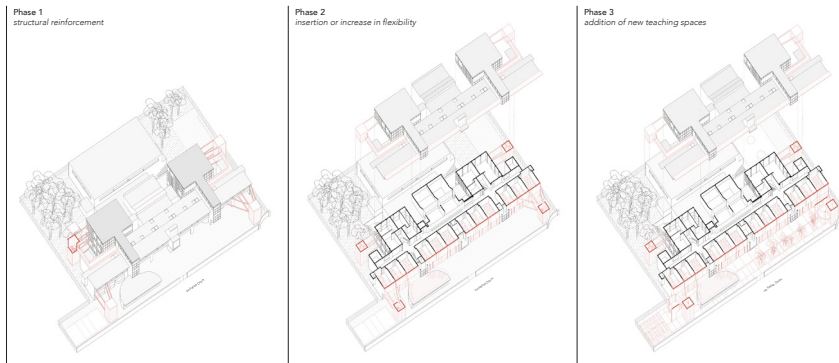 Phase 1
structural reinforcement
Phase 2
insertion or increase in flexibility
Phase 3
addition of new teaching spaces